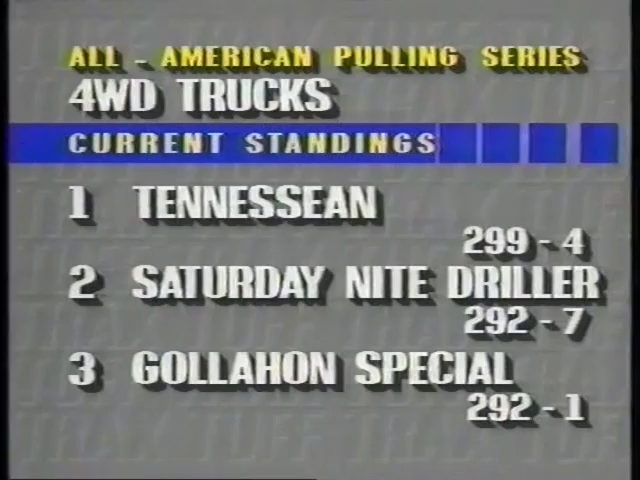 ALL - AMERICAN PULLING SERIES
4WD TRUCKS
CURRENT STANDINGS
1 TENNESSEAN
299 - 4
2 SATURDAY NITE DRILLER
292 - 7
3 GOLLAHON SPECIAL
292 - 1